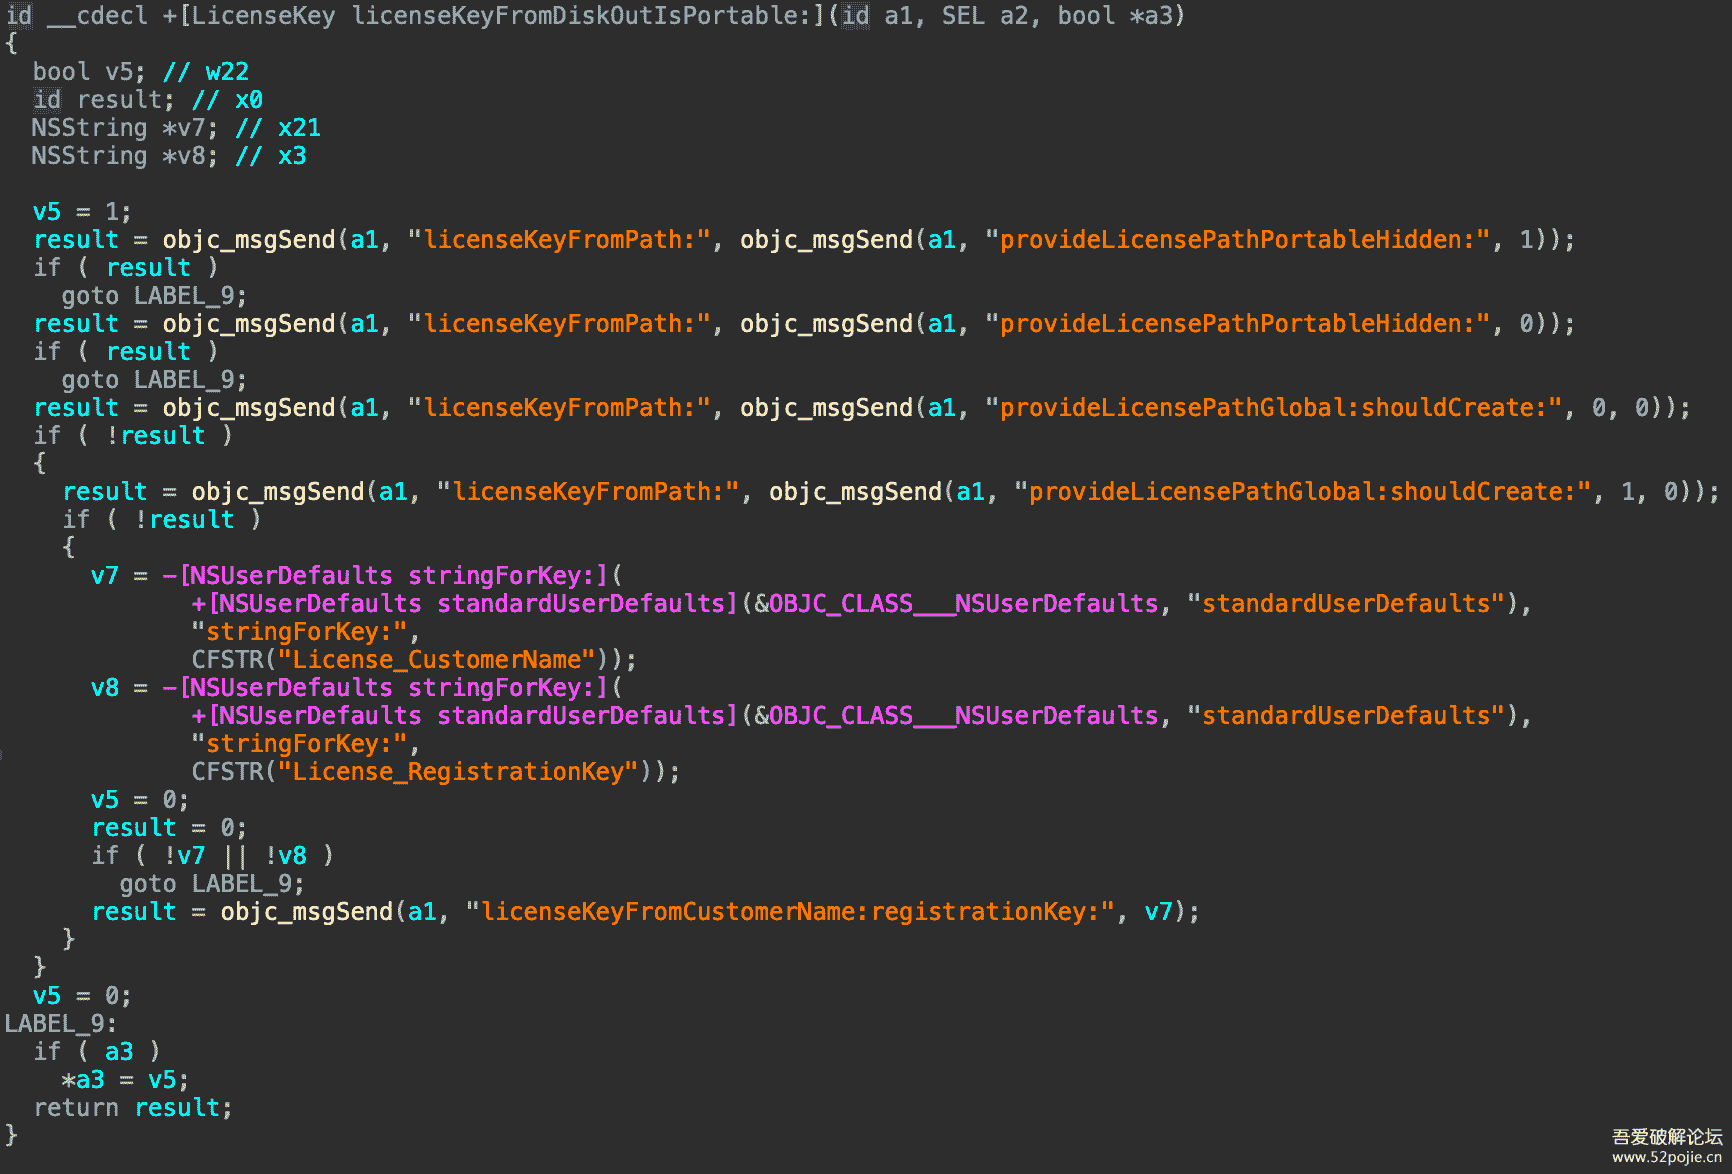 id __cdecl +[LicenseKey licenseKeyFromDiskOutIsPortable:](id a1, SEL a2, bool *a3)
{
  bool v5; // w22
  id result; // x0
  NSString *v7; // x21
  NSString *v8; // x3

  v5 = 1;
  result = objc_msgSend(a1, "licenseKeyFromPath:", objc_msgSend(a1, "provideLicensePathPortableHidden:", 1));
  if ( result )
    goto LABEL_9;
  result = objc_msgSend(a1, "licenseKeyFromPath:", objc_msgSend(a1, "provideLicensePathPortableHidden:", 0));
  if ( result )
    goto LABEL_9;
  result = objc_msgSend(a1, "licenseKeyFromPath:", objc_msgSend(a1, "provideLicensePathGlobal:shouldCreate:", 0, 0));
  if ( !result )
  {
    result = objc_msgSend(a1, "licenseKeyFromPath:", objc_msgSend(a1, "provideLicensePathGlobal:shouldCreate:", 1, 0));
    if ( !result )
    {
      v7 = -[NSUserDefaults stringForKey:](
             +[NSUserDefaults standardUserDefaults](&OBJC_CLASS___NSUserDefaults, "standardUserDefaults"),
             "stringForKey:",
             CFSTR("License_CustomerName"));
      v8 = -[NSUserDefaults stringForKey:](
             +[NSUserDefaults standardUserDefaults](&OBJC_CLASS___NSUserDefaults, "standardUserDefaults"),
             "stringForKey:",
             CFSTR("License_RegistrationKey"));
      v5 = 0;
      result = 0;
      if ( !v7 || !v8 )
        goto LABEL_9;
      result = objc_msgSend(a1, "licenseKeyFromCustomerName:registrationKey:", v7);
    }
  }
  v5 = 0;
LABEL_9:
  if ( a3 )
    *a3 = v5;
  return result;
}
吾爱破解论坛
www.52pojie.cn